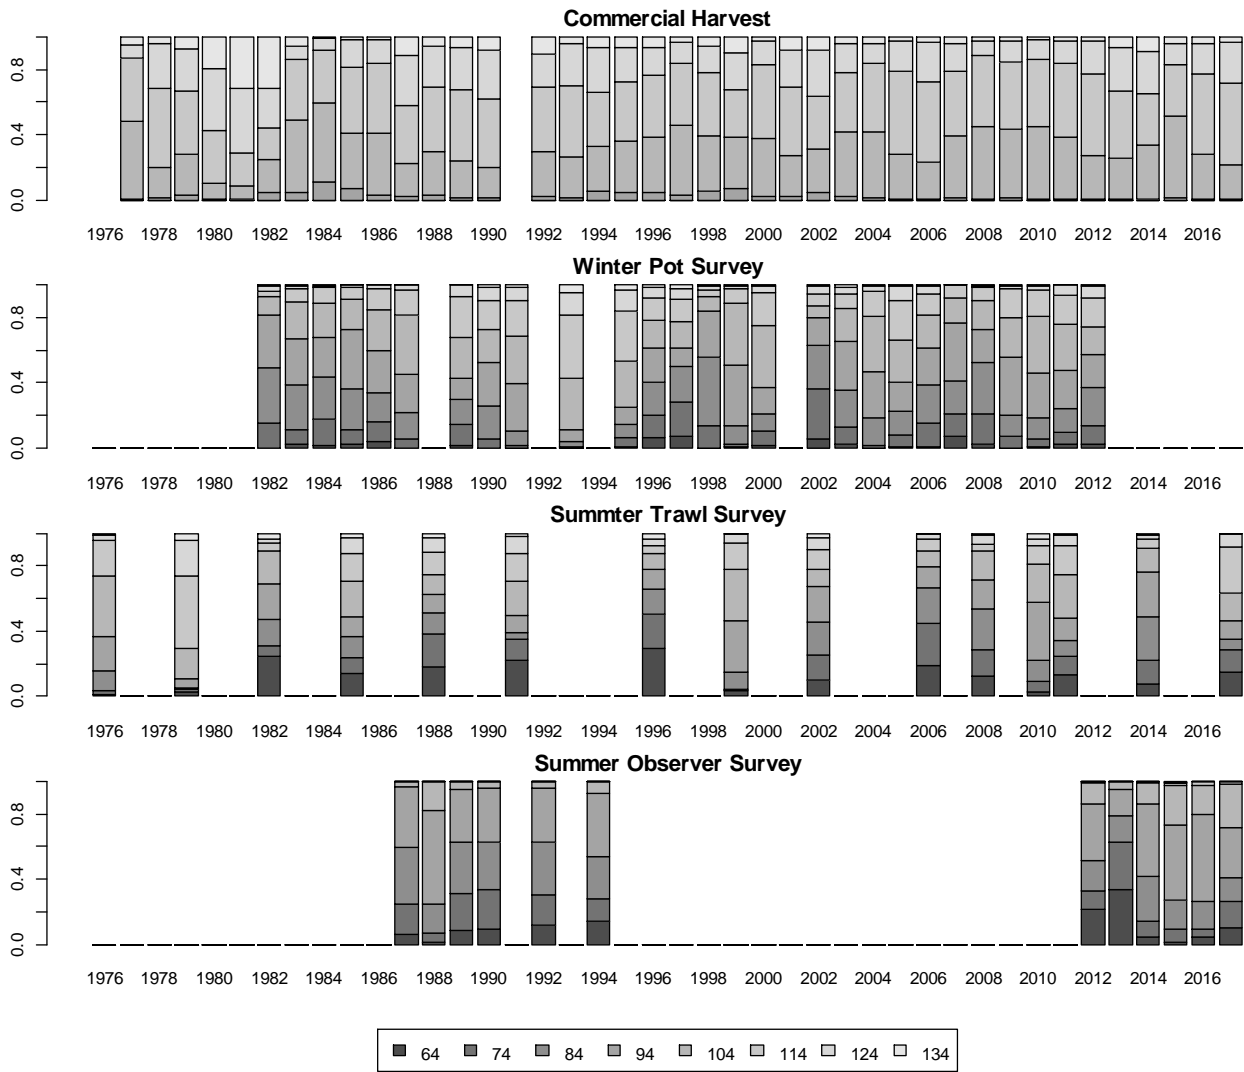 Commercial Harvest
0.0 0.4 0.8
1976 1978 1980 1982 1984 1986 1988 1990 1992 1994 1996 1998 2000 2002 2004 2006 2008 2010 2012 2014 2016
Winter Pot Survey
0.0 0.4 0.8
1976 1978 1980 1982 1984 1986 1988 1990 1992 1994 1996 1998 2000 2002 2004 2006 2008 2010 2012 2014 2016
Summter Trawl Survey
0.0 0.4 0.8
1976 1978 1980 1982 1984 1986 1988 1990 1992 1994 1996 1998 2000 2002 2004 2006 2008 2010 2012 2014 2016
Summer Observer Survey
0.0 0.4 0.8
1976 1978 1980 1982 1984 1986 1988 1990 1992 1994 1996 1998 2000 2002 2004 2006 2008 2010 2012 2014 2016
64 74 84 94 104 114 124 134